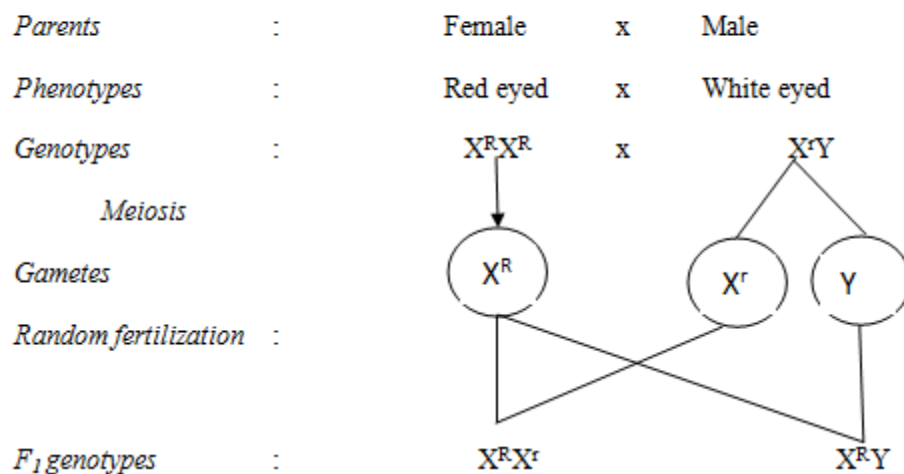 Parents : Female x Male
Phenotypes : Red eyed x White eyed
Genotypes : XᴿXᴿ x XʳY
Meiosis
Gametes Xᴿ Xʳ Y
Random fertilization :
F₁ genotypes : XᴿXʳ XᴿY